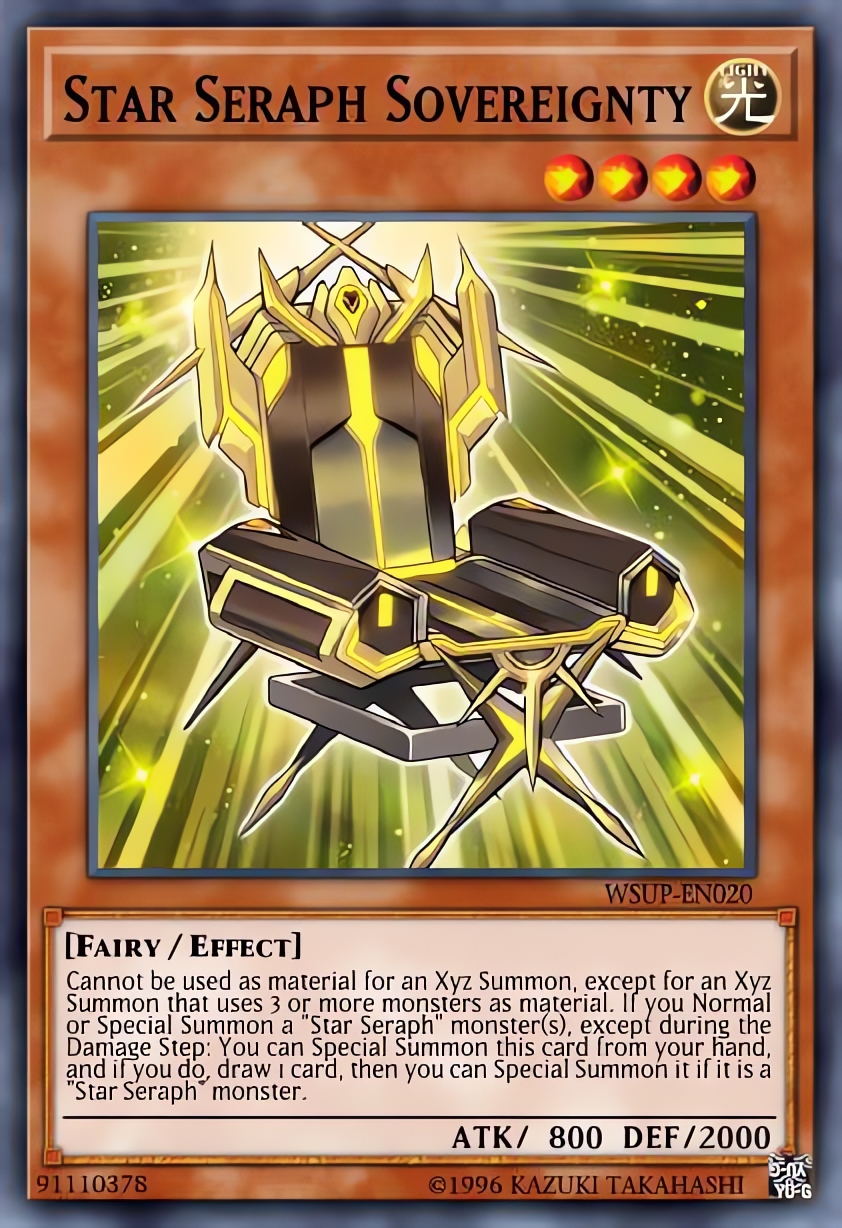 STAR SERAPH SOVEREIGNTY
光
WSUP-EN020
[FAIRY / EFFECT]
Cannot be used as material for an Xyz Summon, except for an Xyz
Summon that uses 3 or more monsters as material. If you Normal
or Special Summon a "Star Seraph" monster(s), except during the
Damage Step: You can Special Summon this card from your hand,
and if you do, draw 1 card, then you can Special Summon it if it is a
"Star Seraph" monster.
ATK/ 800 DEF/2000
91110378 ©1996 KAZUKI TAKAHASHI